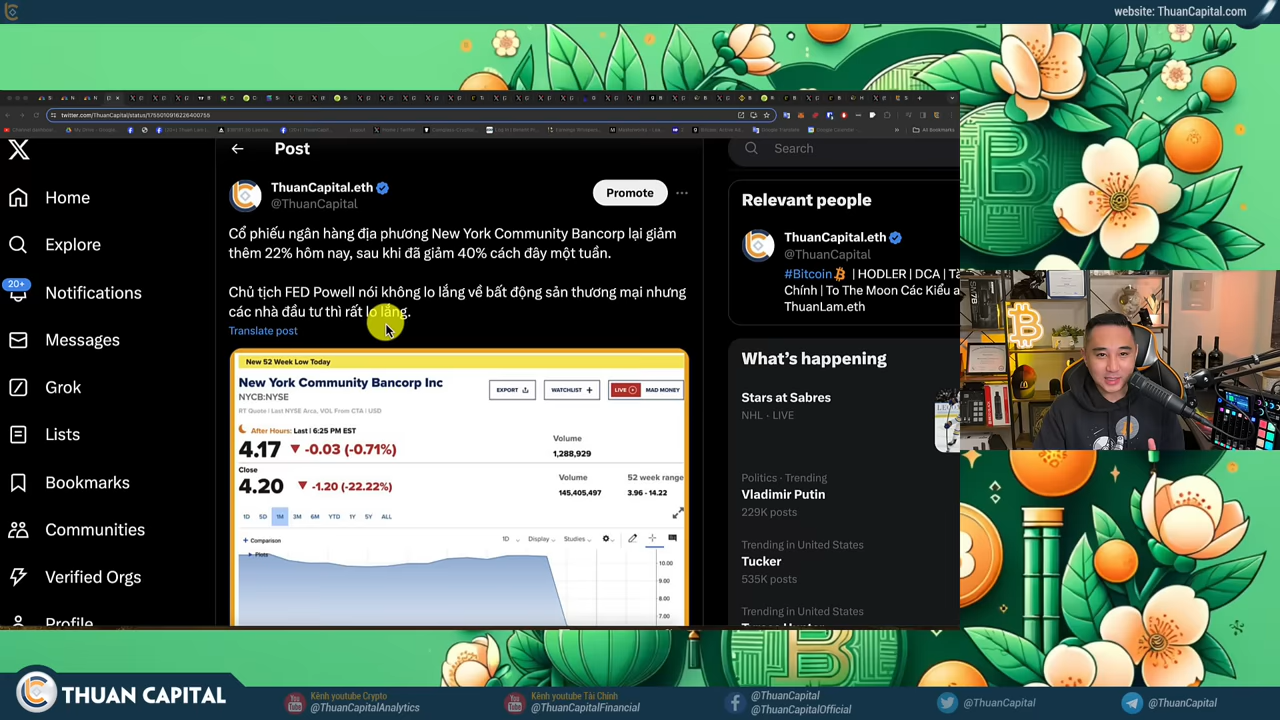 website: ThuanCapital.com
twitter.com/ThuanCapital/status/1755010916226400755
All Bookmarks
Post
Search
ThuanCapital.eth
@ThuanCapital
Promote
Cổ phiếu ngân hàng địa phương New York Community Bancorp lại giảm
thêm 22% hôm nay, sau khi đã giảm 40% cách đây một tuần.
Chủ tịch FED Powell nói không lo lắng về bất động sản thương mại nhưng
các nhà đầu tư thì rất lo lắng.
Translate post
Home
Explore
20+
Notifications
Messages
Grok
Lists
Bookmarks
Communities
Verified Orgs
Profile
New 52 Week Low Today
New York Community Bancorp Inc
NYCB:NYSE
RT Quote | Last NYSE Arca, VOL From CTA | USD
EXPORT
WATCHLIST +
LIVE
MAD MONEY
After Hours: Last | 6:25 PM EST
4.17 ▼ -0.03 (-0.71%)
Volume
1,288,929
Close
4.20 ▼ -1.20 (-22.22%)
Volume
145,405,497
52 week range
3.96 - 14.22
1D 5D 1M 3M 6M YTD 1Y 5Y ALL
+ Comparison
1D Display Studies
Plots
10.00
9.00
8.00
7.00
Relevant people
ThuanCapital.eth
@ThuanCapital
#Bitcoin | HODLER | DCA | T
Chính | To The Moon Các Kiểu a
ThuanLam.eth
What's happening
Stars at Sabres
NHL · LIVE
Politics · Trending
Vladimir Putin
229K posts
Trending in United States
Tucker
535K posts
Trending in United States
THUAN CAPITAL
Kênh youtube Crypto
@ThuanCapitalAnalytics
Kênh youtube Tài Chính
@ThuanCapitalFinancial
@ThuanCapital
@ThuanCapitalOfficial
@ThuanCapital
@ThuanCapital